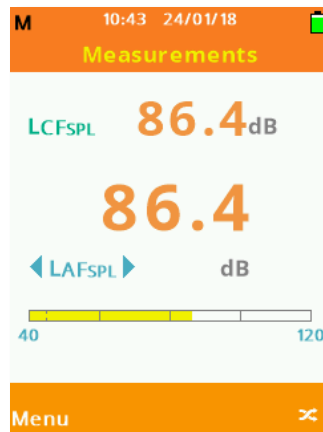 M 10:43 24/01/18
Measurements
LCFSPL 86.4dB
86.4
LAFSPL dB
40 120
Menu